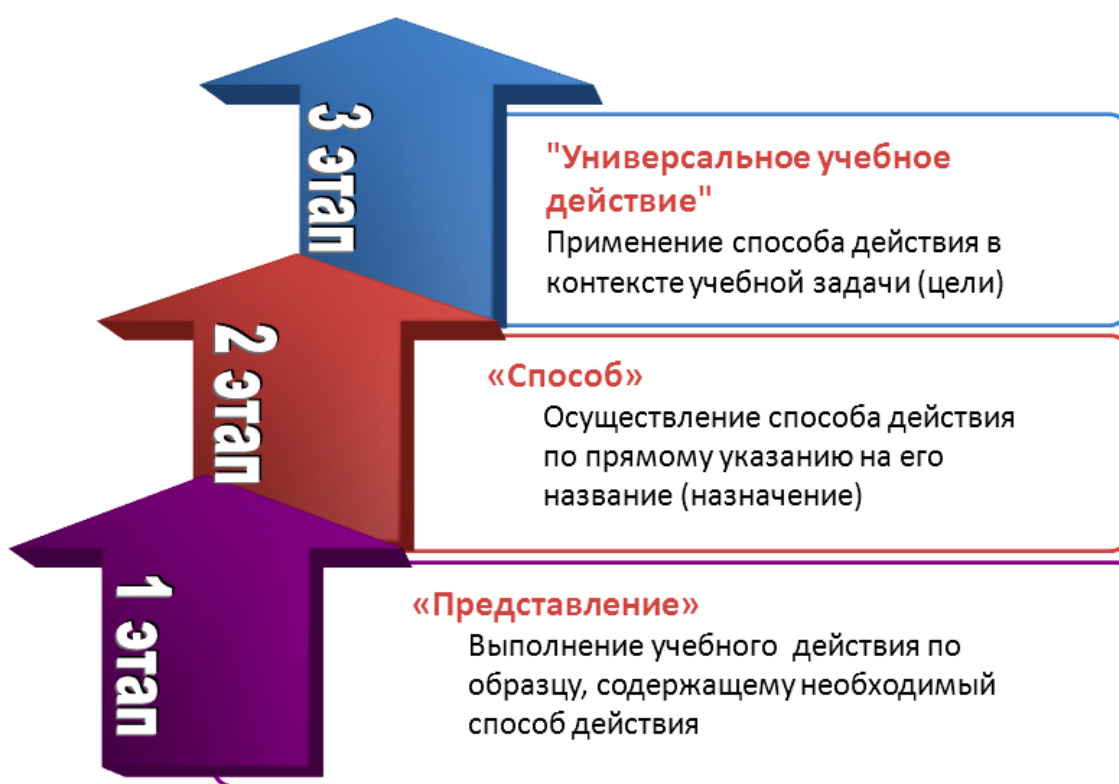 3 этап
"Универсальное учебное
действие"
Применение способа действия в
контексте учебной задачи (цели)
2 этап
«Способ»
Осуществление способа действия
по прямому указанию на его
название (назначение)
1 этап
«Представление»
Выполнение учебного действия по
образцу, содержащему необходимый
способ действия